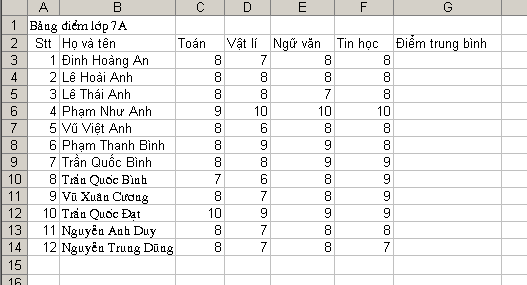 A B C D E F G
1 Bảng điểm lớp 7A
2 Stt Họ và tên Toán Vật lí Ngữ văn Tin học Điểm trung bình
3 1 Đinh Hoàng An 8 7 8 8
4 2 Lê Hoài Anh 8 8 8 8
5 3 Lê Thái Anh 8 8 7 8
6 4 Phạm Như Anh 9 10 10 10
7 5 Vũ Việt Anh 8 6 8 8
8 6 Phạm Thanh Bình 8 9 9 8
9 7 Trần Quốc Bình 8 8 9 9
10 8 Trần Quốc Bình 7 6 8 9
11 9 Vũ Xuân Cương 8 7 8 9
12 10 Trần Quốc Đạt 10 9 9 9
13 11 Nguyễn Anh Duy 8 7 8 8
14 12 Nguyễn Trung Dũng 8 7 8 7
15
16